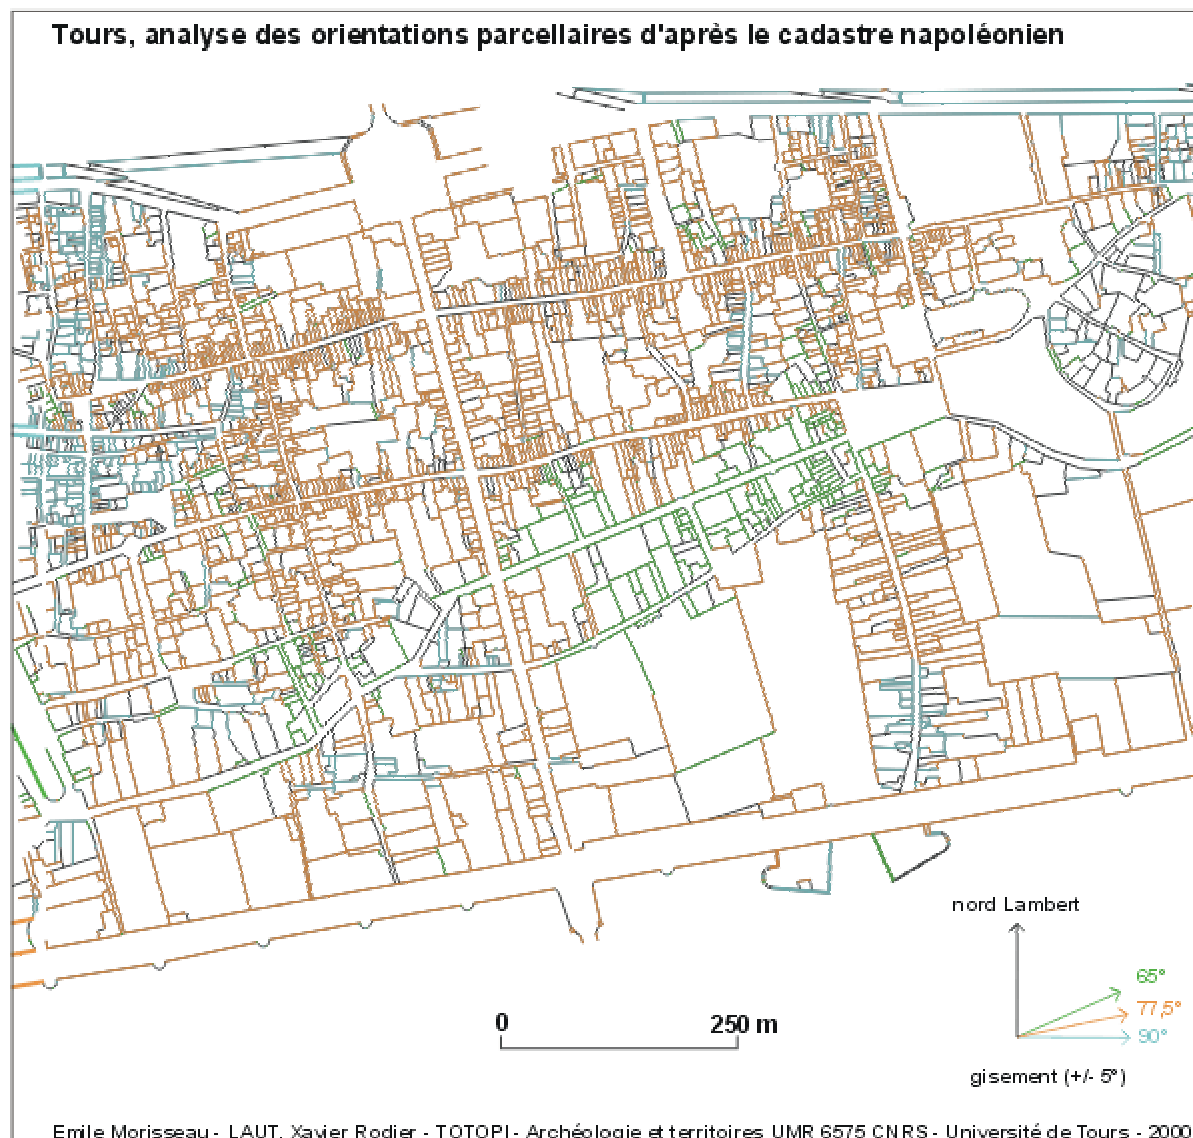 Tours, analyse des orientations parcellaires d'après le cadastre napoléonien
nord Lambert
65°
77,5°
90°
0 250 m
gisement (+/- 5°)
Emile Morisseau - LAUT, Xavier Rodier - TOTOPI - Archéologie et territoires UMR 6575 CNRS - Université de Tours - 2000